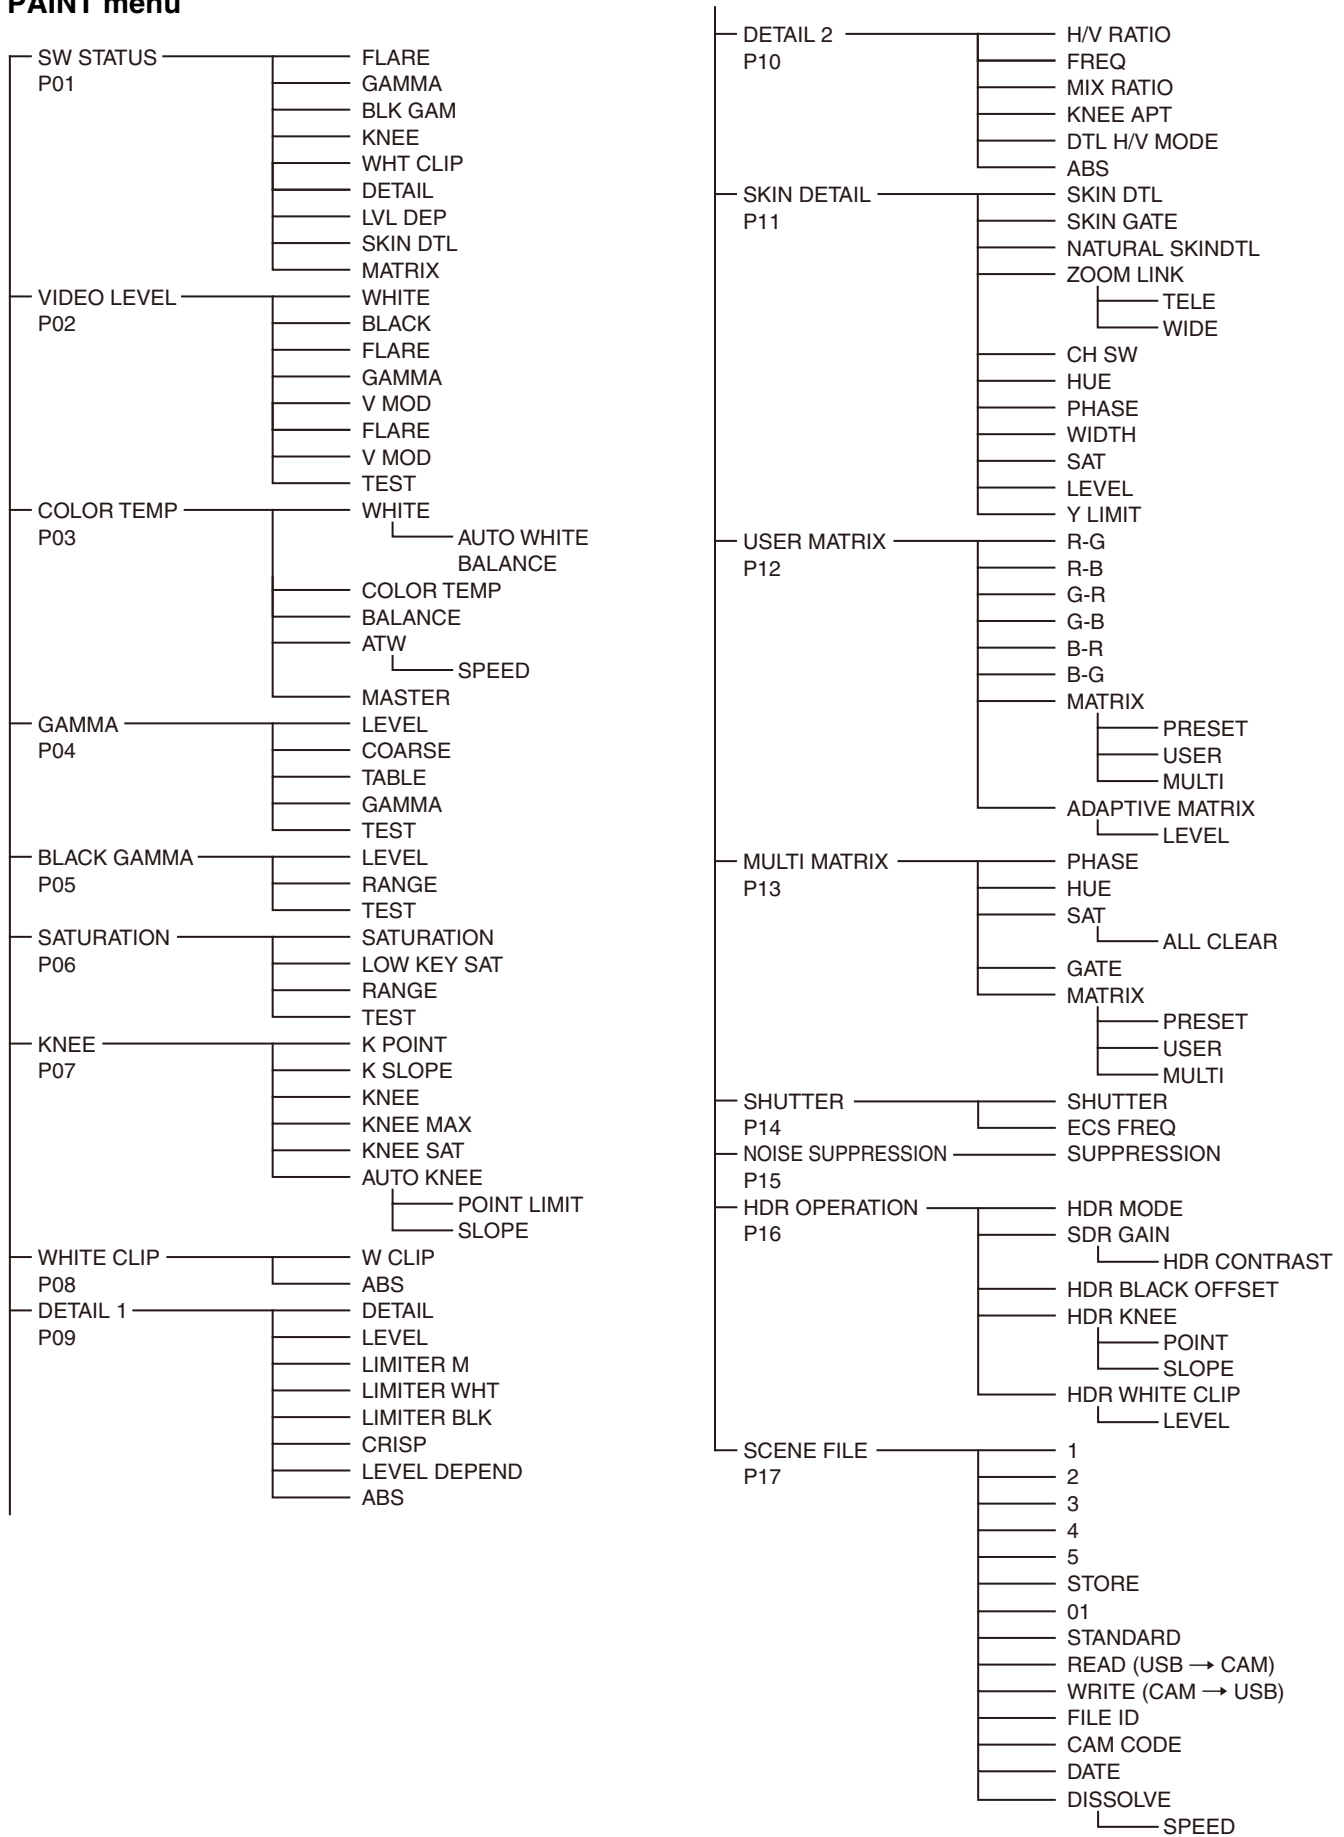 PAINT menu
SW STATUS
P01
FLARE
GAMMA
BLK GAM
KNEE
WHT CLIP
DETAIL
LVL DEP
SKIN DTL
MATRIX
VIDEO LEVEL
P02
WHITE
BLACK
FLARE
GAMMA
V MOD
FLARE
V MOD
TEST
COLOR TEMP
P03
WHITE
AUTO WHITE
BALANCE
COLOR TEMP
BALANCE
ATW
SPEED
MASTER
GAMMA
P04
LEVEL
COARSE
TABLE
GAMMA
TEST
BLACK GAMMA
P05
LEVEL
RANGE
TEST
SATURATION
P06
SATURATION
LOW KEY SAT
RANGE
TEST
KNEE
P07
K POINT
K SLOPE
KNEE
KNEE MAX
KNEE SAT
AUTO KNEE
POINT LIMIT
SLOPE
WHITE CLIP
P08
W CLIP
ABS
DETAIL 1
P09
DETAIL
LEVEL
LIMITER M
LIMITER WHT
LIMITER BLK
CRISP
LEVEL DEPEND
ABS
DETAIL 2
P10
H/V RATIO
FREQ
MIX RATIO
KNEE APT
DTL H/V MODE
ABS
SKIN DETAIL
P11
SKIN DTL
SKIN GATE
NATURAL SKINDTL
ZOOM LINK
TELE
WIDE
CH SW
HUE
PHASE
WIDTH
SAT
LEVEL
Y LIMIT
USER MATRIX
P12
R-G
R-B
G-R
G-B
B-R
B-G
MATRIX
PRESET
USER
MULTI
ADAPTIVE MATRIX
LEVEL
MULTI MATRIX
P13
PHASE
HUE
SAT
ALL CLEAR
GATE
MATRIX
PRESET
USER
MULTI
SHUTTER
P14
SHUTTER
ECS FREQ
NOISE SUPPRESSION
P15
SUPPRESSION
HDR OPERATION
P16
HDR MODE
SDR GAIN
HDR CONTRAST
HDR BLACK OFFSET
HDR KNEE
POINT
SLOPE
HDR WHITE CLIP
LEVEL
SCENE FILE
P17
1
2
3
4
5
STORE
01
STANDARD
READ (USB → CAM)
WRITE (CAM → USB)
FILE ID
CAM CODE
DATE
DISSOLVE
SPEED